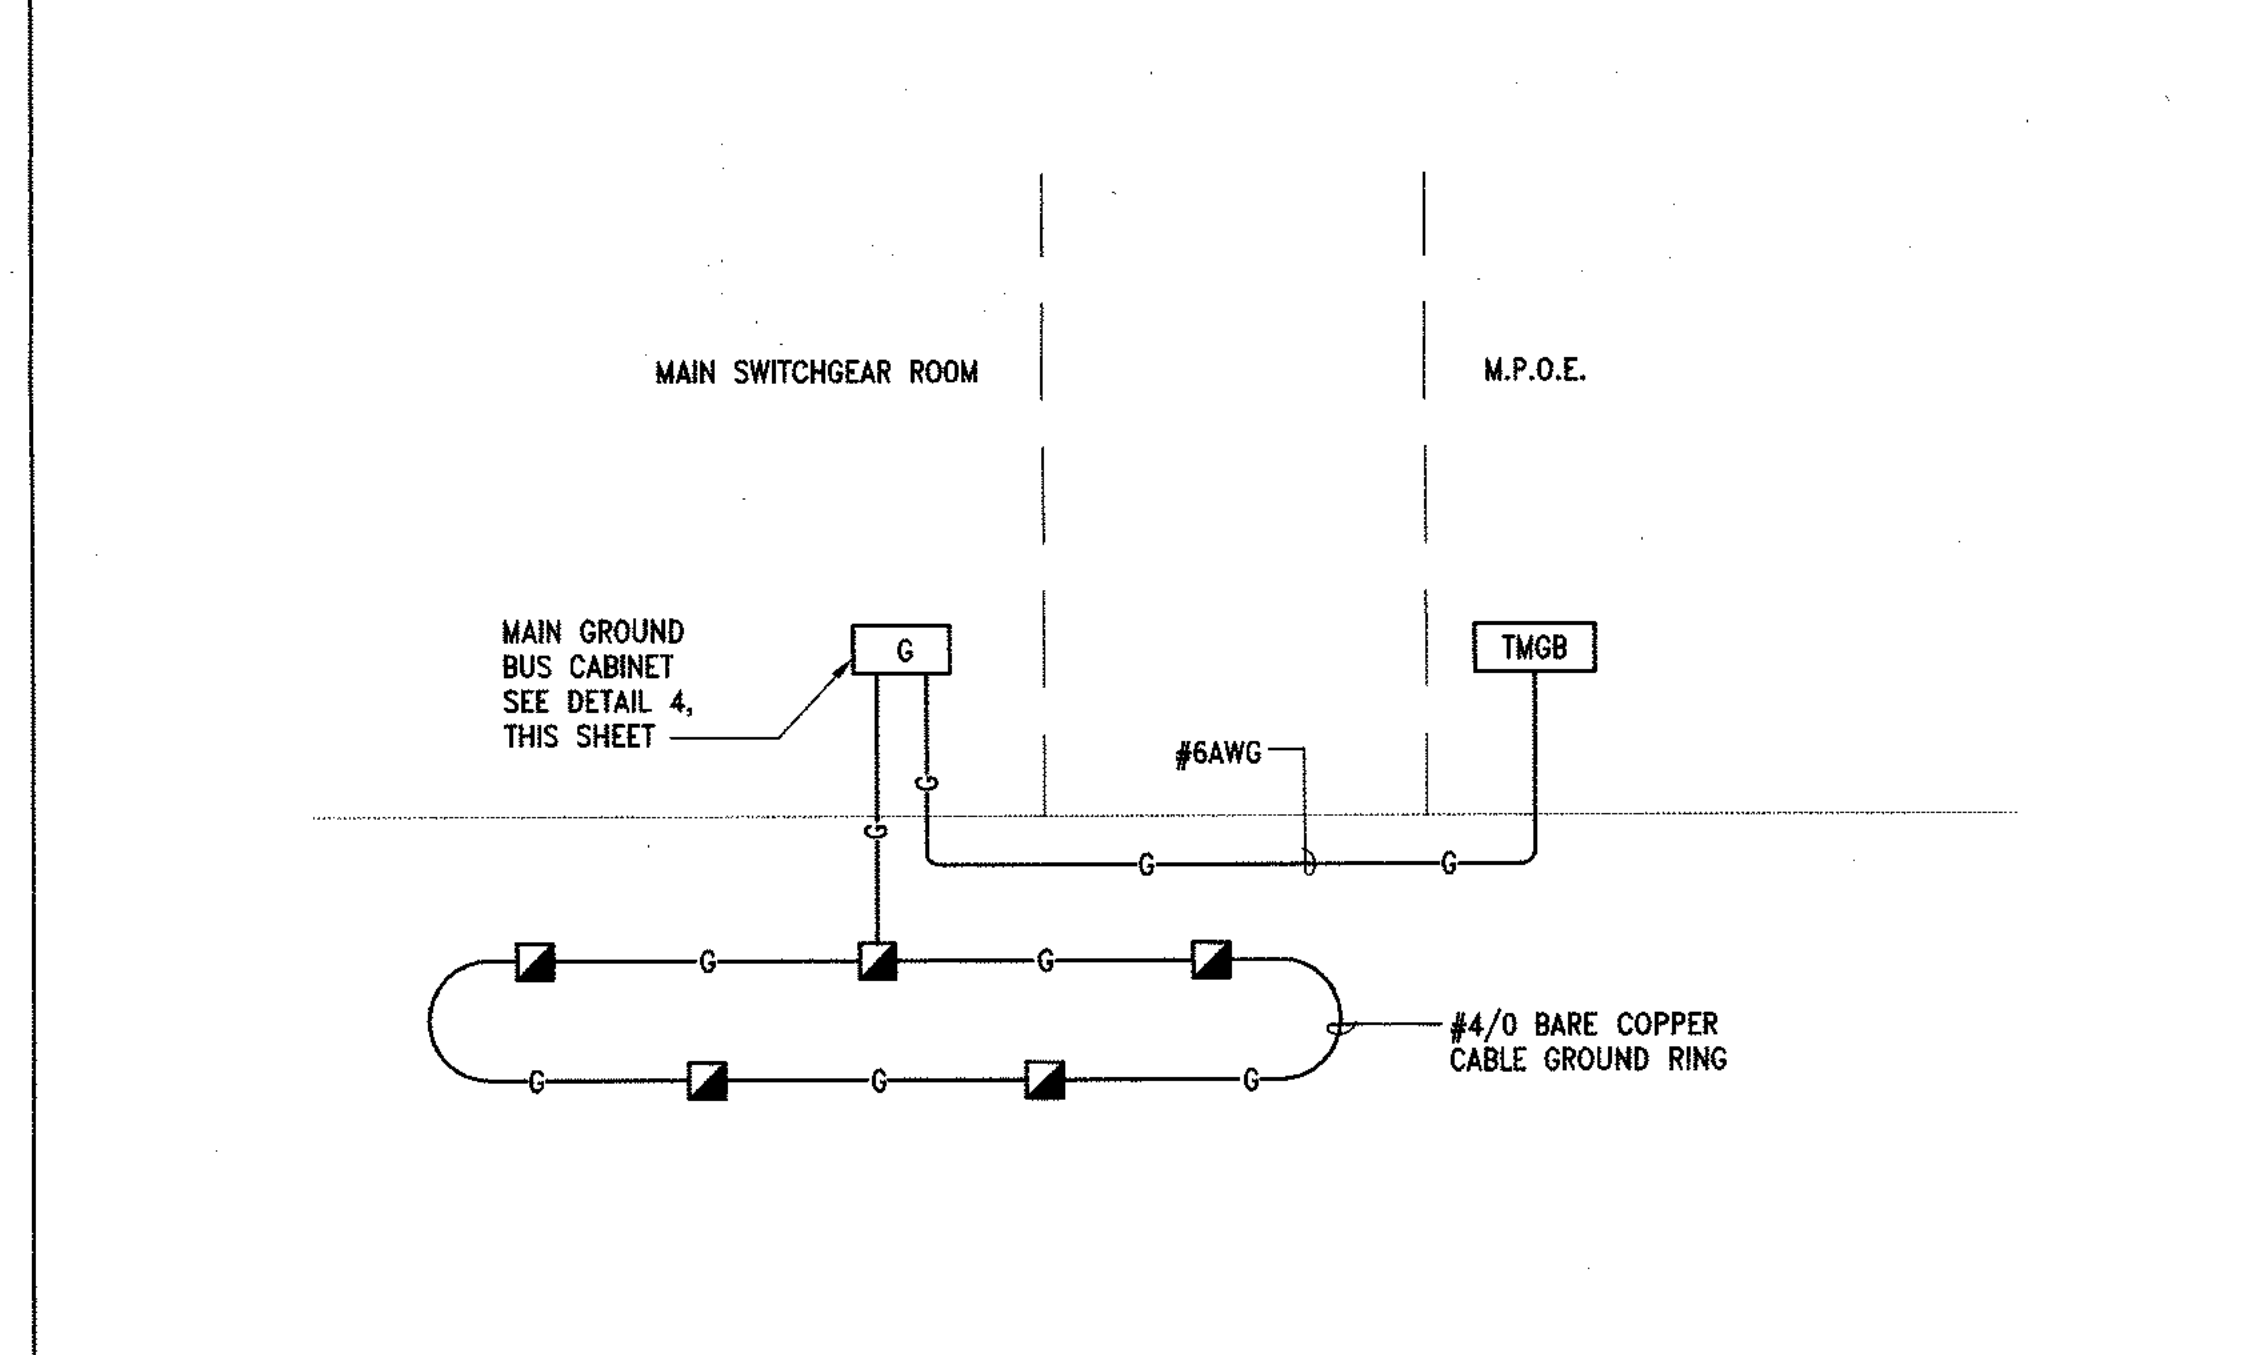 MAIN SWITCHGEAR ROOM
M.P.O.E.
MAIN GROUND
BUS CABINET
SEE DETAIL 4,
THIS SHEET
G
TMGB
#6AWG
G
G
G
G
G
G
#4/0 BARE COPPER
CABLE GROUND RING
G
G
G